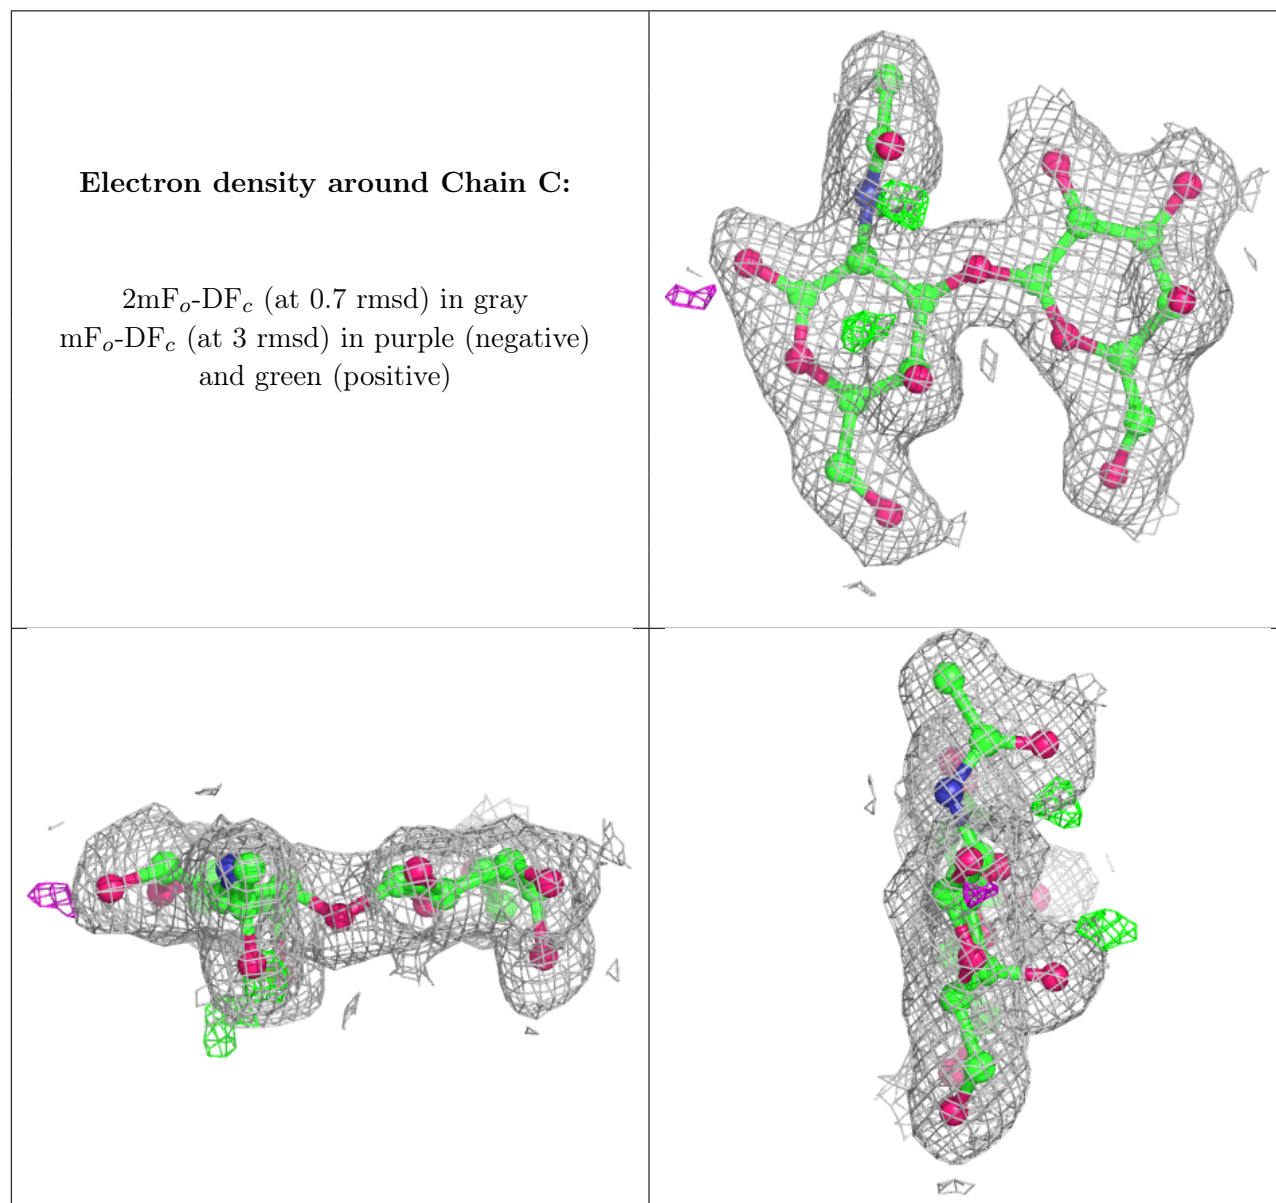 Electron density around Chain C:
2mFo-DFc (at 0.7 rmsd) in gray
mFo-DFc (at 3 rmsd) in purple (negative)
and green (positive)